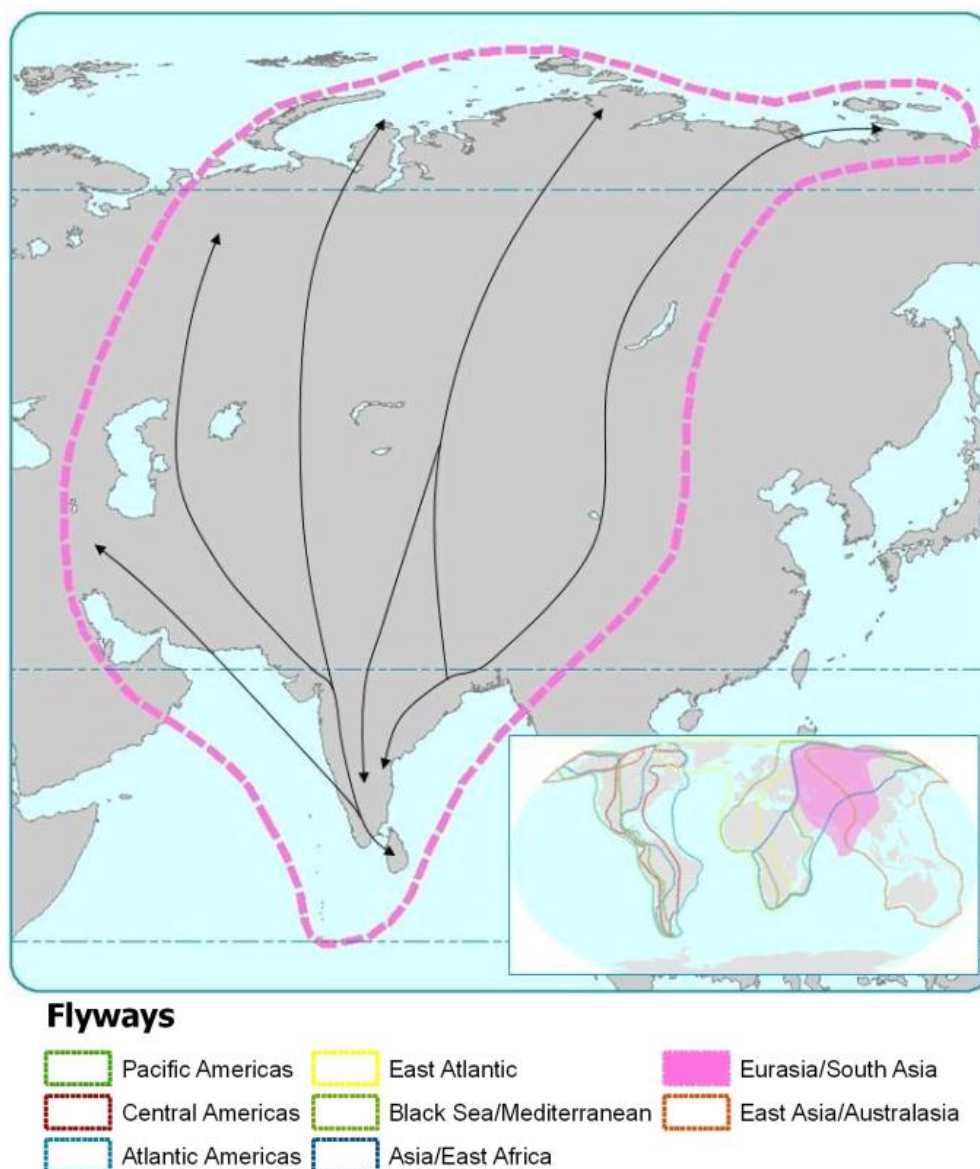 Flyways
Pacific Americas East Atlantic Eurasia/South Asia
Central Americas Black Sea/Mediterranean East Asia/Australasia
Atlantic Americas Asia/East Africa